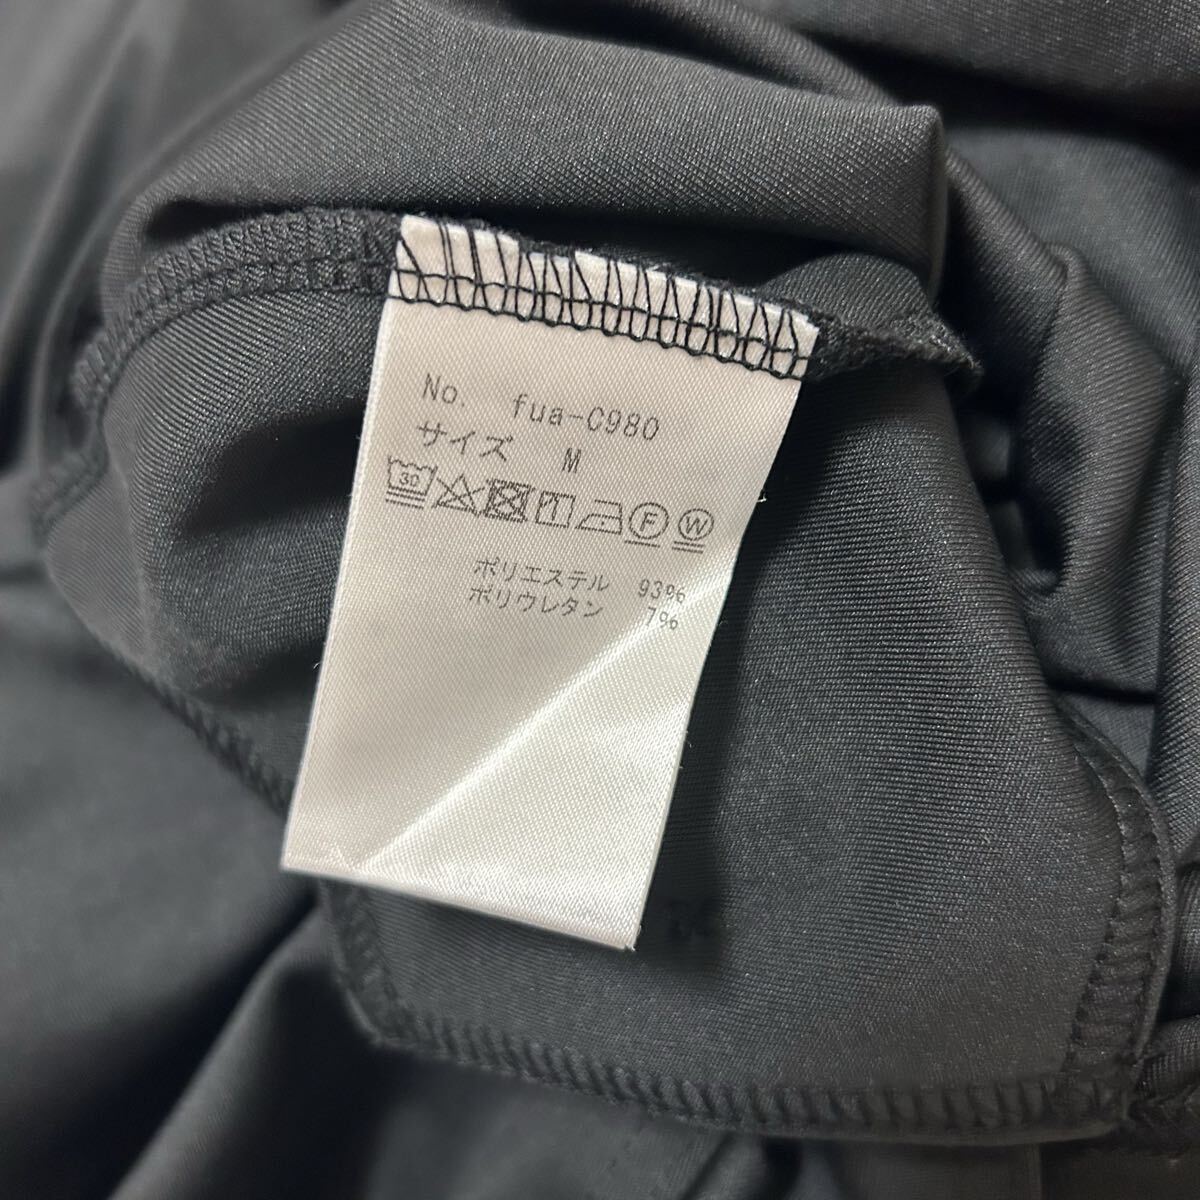 No. fua-C980
サイズ M
30 F W
ポリエステル 93%
ポリウレタン 7%